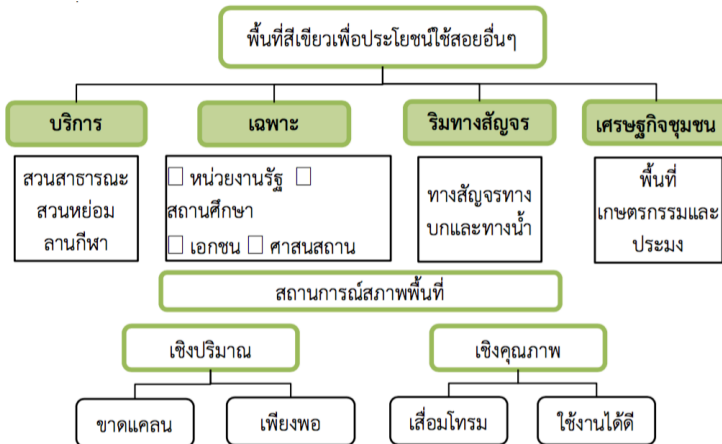 พื้นที่สีเขียวเพื่อประโยชน์ใช้สอยอื่นๆ
บริการ
เฉพาะ
ริมทางสัญจร
เศรษฐกิจชุมชน
สวนสาธารณะ
สวนหย่อม
ลานกีฬา
☐ หน่วยงานรัฐ ☐
สถานศึกษา
☐ เอกชน ☐ ศาสนสถาน
ทางสัญจรทาง
บกและทางน้ำ
พื้นที่
เกษตรกรรมและ
ประมง
สถานการณ์สภาพพื้นที่
เชิงปริมาณ
เชิงคุณภาพ
ขาดแคลน
เพียงพอ
เสื่อมโทรม
ใช้งานได้ดี